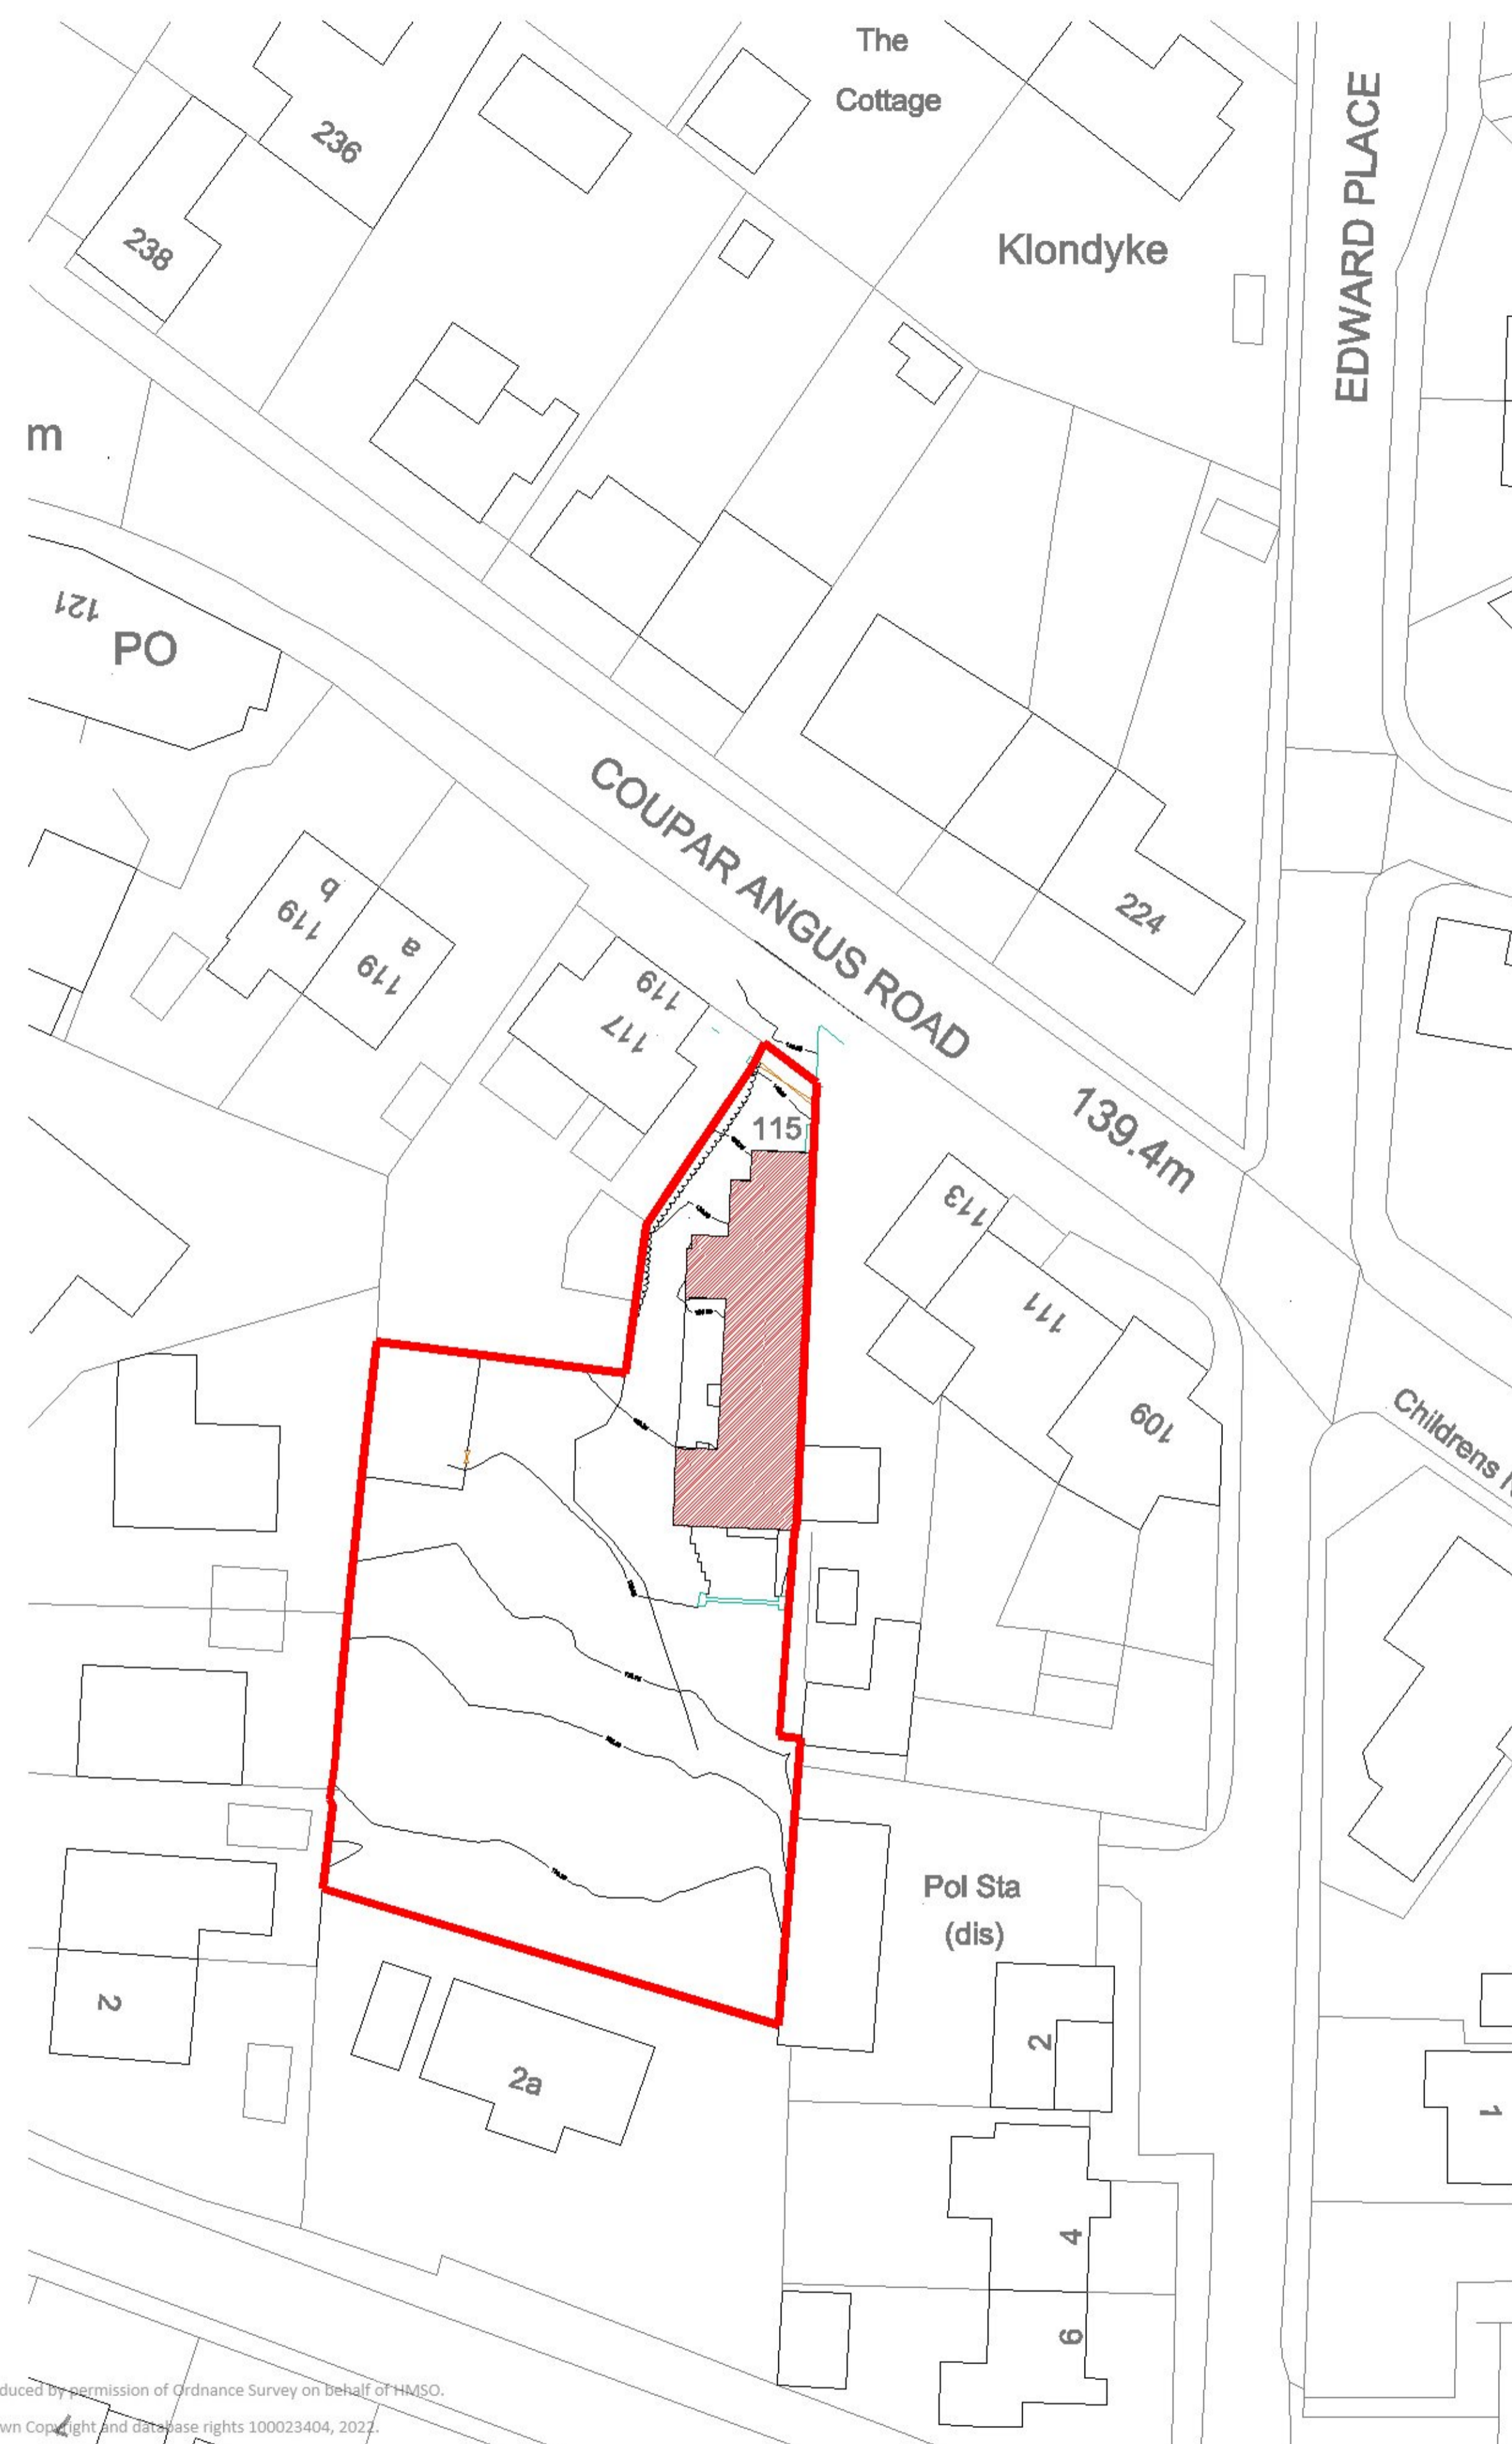 The
Cottage
236
238
Klondyke
EDWARD PLACE
m
121
PO
COUPAR ANGUS ROAD
224
b
119
a
119
119
117
139.4m
115
113
111
109
Childrens
Pol Sta
(dis)
2
2
2a
1
4
6
duced by permission of Ordnance Survey on behalf of HMSO.
wn Copyright and database rights 100023404, 2022.